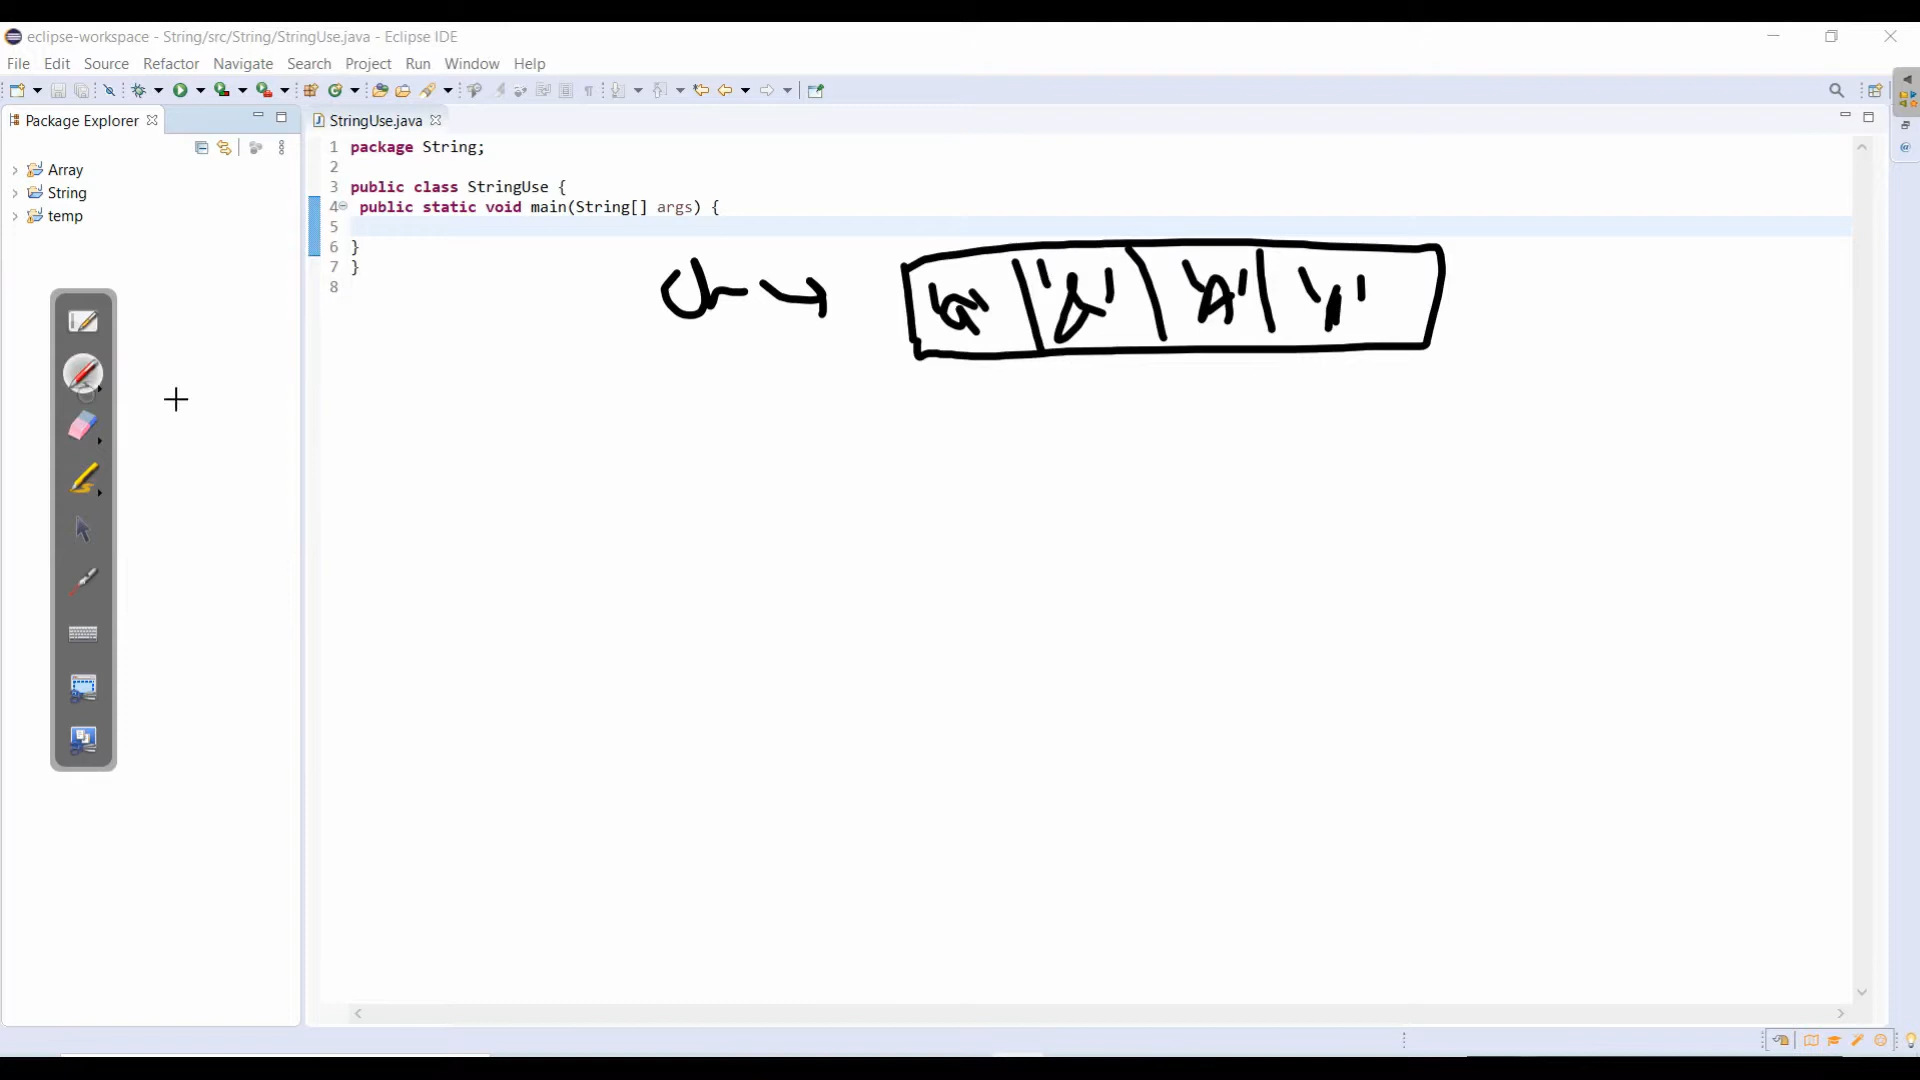 eclipse-workspace - String/src/String/StringUse.java - Eclipse IDE
File Edit Source Refactor Navigate Search Project Run Window Help
Package Explorer
StringUse.java
Array
String
temp
1 package String;
2
3 public class StringUse {
4 public static void main(String[] args) {
5
6 }
7 }
8
ch → 'a'